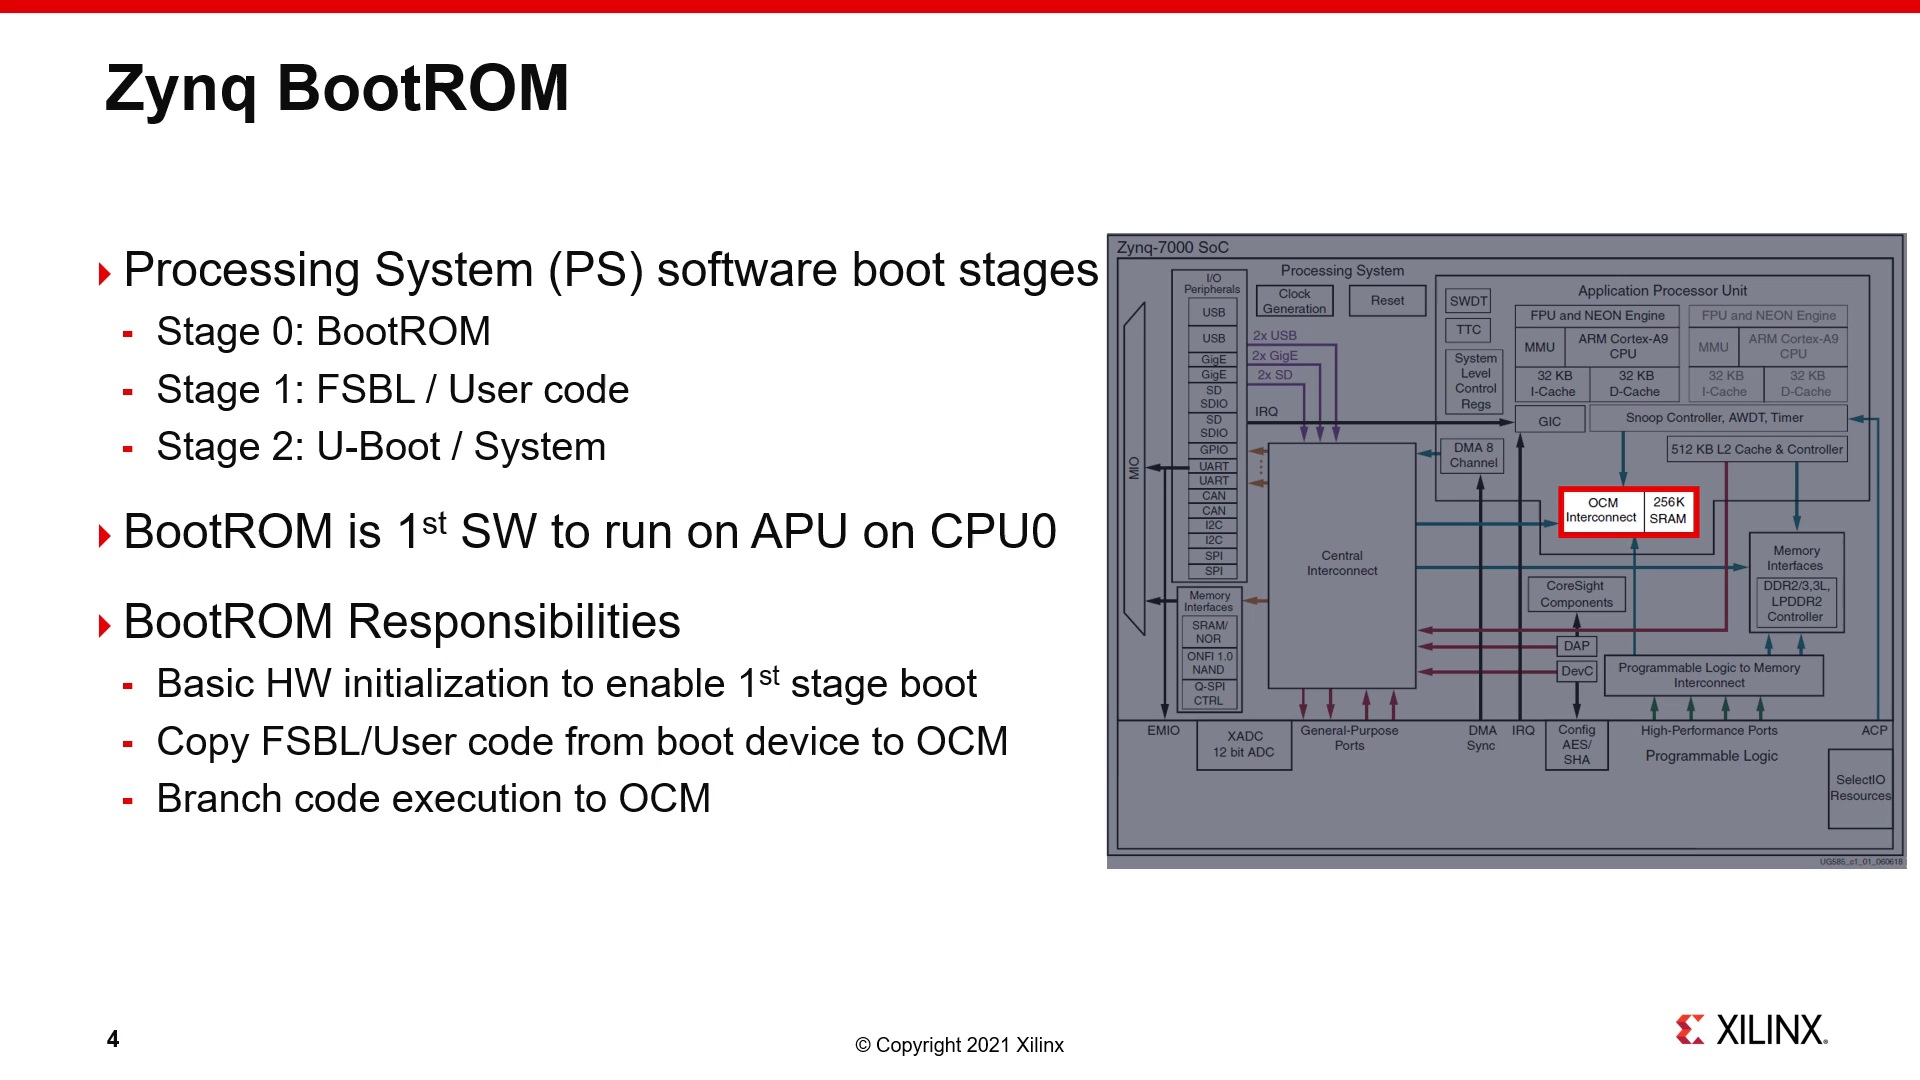 Zynq BootROM
Processing System (PS) software boot stages
- Stage 0: BootROM
- Stage 1: FSBL / User code
- Stage 2: U-Boot / System
BootROM is 1st SW to run on APU on CPU0
BootROM Responsibilities
- Basic HW initialization to enable 1st stage boot
- Copy FSBL/User code from boot device to OCM
- Branch code execution to OCM
Zynq-7000 SoC
Processing System
I/O
Peripherals
USB
USB
GigE
GigE
SD
SDIO
SD
SDIO
GPIO
UART
UART
CAN
CAN
I2C
I2C
SPI
SPI
MIO
Memory
Interfaces
SRAM/
NOR
ONFI 1.0
NAND
Q-SPI
CTRL
Clock
Generation
Reset
2x USB
2x GigE
2x SD
IRQ
Central
Interconnect
Application Processor Unit
SWDT
TTC
System
Level
Control
Regs
FPU and NEON Engine
MMU
ARM Cortex-A9
CPU
32 KB
I-Cache
32 KB
D-Cache
FPU and NEON Engine
MMU
ARM Cortex-A9
CPU
32 KB
I-Cache
32 KB
D-Cache
GIC
Snoop Controller, AWDT, Timer
DMA 8
Channel
512 KB L2 Cache & Controller
OCM
Interconnect
256K
SRAM
Memory
Interfaces
DDR2/3,3L,
LPDDR2
Controller
CoreSight
Components
DAP
DevC
Programmable Logic to Memory
Interconnect
EMIO
XADC
12 bit ADC
General-Purpose
Ports
DMA
Sync
IRQ
Config
AES/
SHA
High-Performance Ports
ACP
Programmable Logic
SelectIO
Resources
UG585_c1_01_060618
4
© Copyright 2021 Xilinx
XILINX